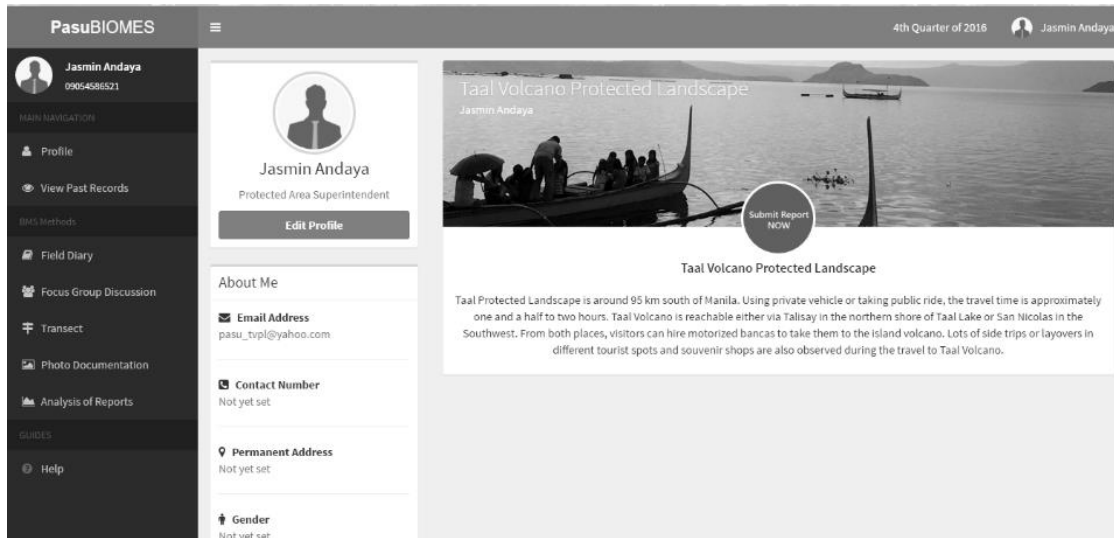 PasuBIOMES
4th Quarter of 2016
Jasmin Andaya
Jasmin Andaya
09054586521
MAIN NAVIGATION
Profile
View Past Records
BMS Methods
Field Diary
Focus Group Discussion
Transect
Photo Documentation
Analysis of Reports
GUIDES
Help
Jasmin Andaya
Protected Area Superintendent
Edit Profile
About Me
Email Address
pasu_tvpl@yahoo.com
Contact Number
Not yet set
Permanent Address
Not yet set
Gender
Not yet set
Taal Volcano Protected Landscape
Jasmin Andaya
Submit Report
NOW
Taal Volcano Protected Landscape
Taal Protected Landscape is around 95 km south of Manila. Using private vehicle or taking public ride, the travel time is approximately
one and a half to two hours. Taal Volcano is reachable either via Talisay in the northern shore of Taal Lake or San Nicolas in the
Southwest. From both places, visitors can hire motorized bancas to take them to the island volcano. Lots of side trips or layovers in
different tourist spots and souvenir shops are also observed during the travel to Taal Volcano.